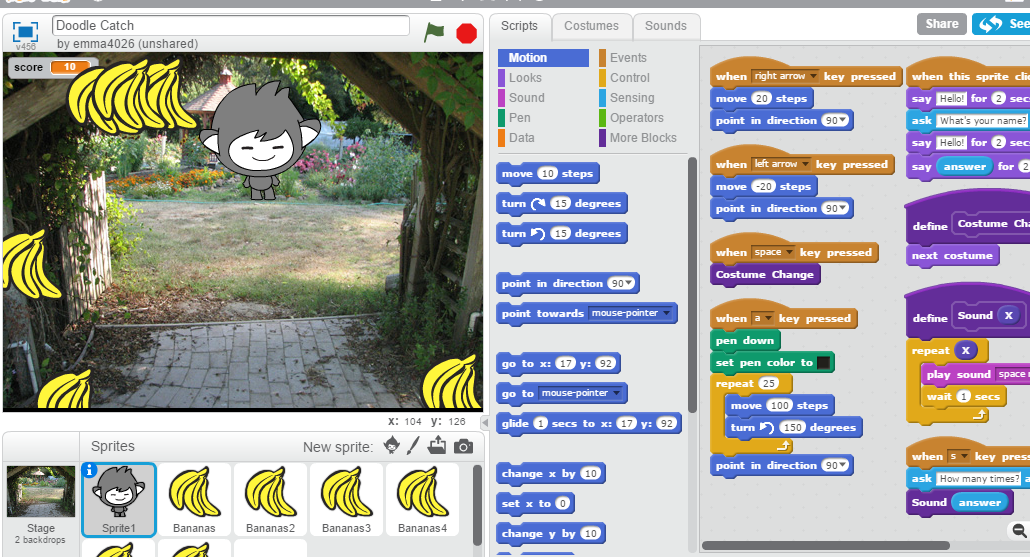 Doodle Catch
by emma4026 (unshared)
v456
score 10
x: 104 y: 126
Sprites
New sprite:
Stage
2 backdrops
Sprite1
Bananas
Bananas2
Bananas3
Bananas4
Scripts Costumes Sounds
Share
See
Motion Events
Looks Control
Sound Sensing
Pen Operators
Data More Blocks
move 10 steps
turn 15 degrees
turn 15 degrees
point in direction 90
point towards mouse-pointer
go to x: 17 y: 92
go to mouse-pointer
glide 1 secs to x: 17 y: 92
change x by 10
set x to 0
change y by 10
when right arrow key pressed
move 20 steps
point in direction 90
when left arrow key pressed
move -20 steps
point in direction 90
when space key pressed
Costume Change
when a key pressed
pen down
set pen color to
repeat 25
move 100 steps
turn 150 degrees
point in direction 90
when this sprite clic
say Hello! for 2 secs
ask What's your name?
say Hello! for 2 secs
say answer for 2
define Costume Cha
next costume
define Sound x
repeat x
play sound space
wait 1 secs
when s key press
ask How many times? a
Sound answer